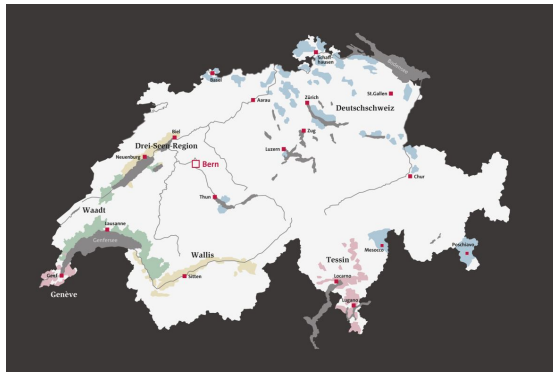 Schaff-
hausen
Basel
St.Gallen
Zürich
Aarau
Deutschschweiz
Biel
Zug
Drei-Seen-Region
Luzern
Neuenburg
Bern
Chur
Thun
Waadt
Lausanne
Genfersee
Mesocco
Poschiavo
Wallis
Tessin
Genf
Sitten
Locarno
Genève
Lugano